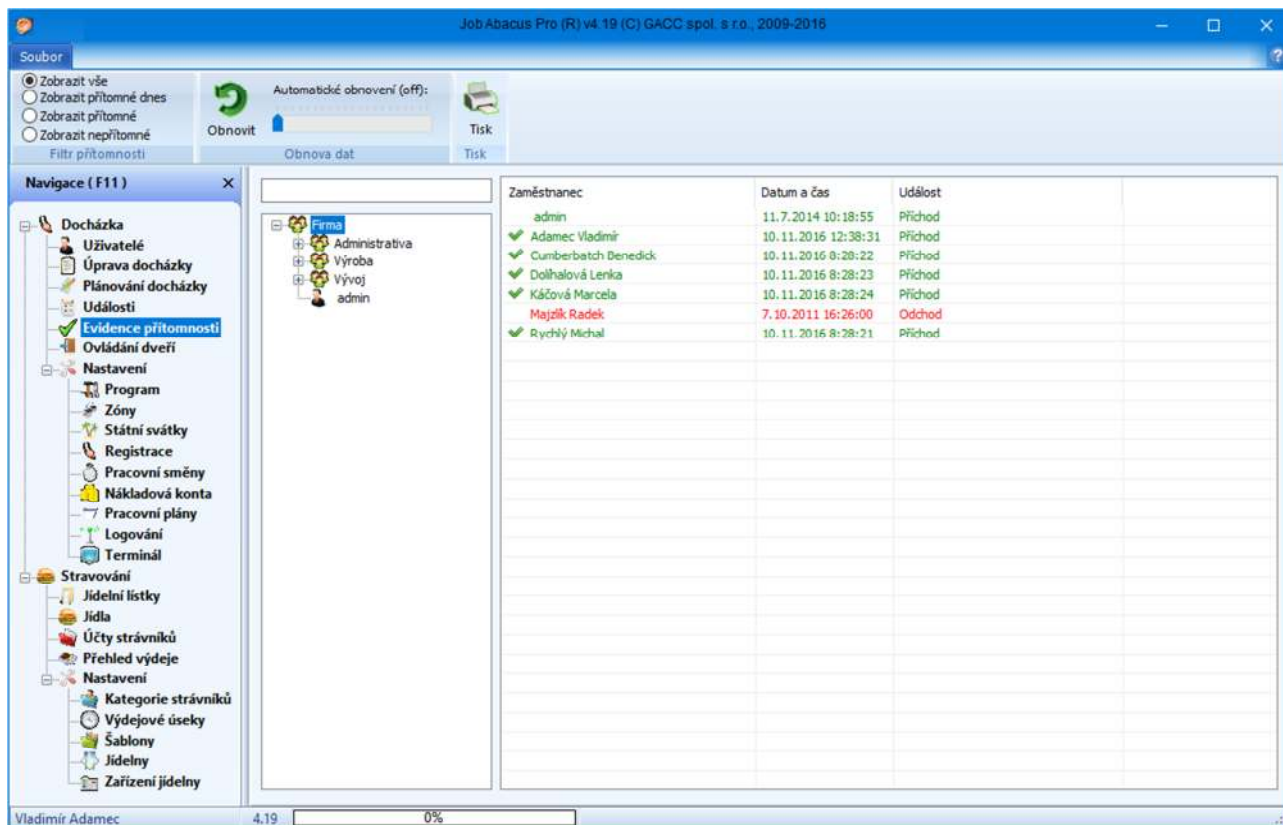 Job Abacus Pro (R) v4.19 (C) GACC spol. s r.o., 2009-2016
Soubor
Zobrazit vše
Zobrazit přítomné dnes
Zobrazit přítomné
Zobrazit nepřítomné
Filtr přítomnosti
Obnovit
Automatické obnovení (off):
Obnova dat
Tisk
Tisk
Navigace ( F11 )
Docházka
Uživatelé
Úprava docházky
Plánování docházky
Události
Evidence přítomnosti
Ovládání dveří
Nastavení
Program
Zóny
Státní svátky
Registrace
Pracovní směny
Nákladová konta
Pracovní plány
Logování
Terminál
Stravování
Jídelní lístky
Jídla
Účty strávníků
Přehled výdeje
Nastavení
Kategorie strávníků
Výdejové úseky
Šablony
Jídelny
Zařízení jídelny
Firma
Administrativa
Výroba
Vývoj
admin
Zaměstnanec Datum a čas Událost
admin 11.7.2014 10:18:55 Příchod
Adamec Vladimír 10.11.2016 12:38:31 Příchod
Cumberbatch Benedick 10.11.2016 8:28:22 Příchod
Dolíhalová Lenka 10.11.2016 8:28:23 Příchod
Káčová Marcela 10.11.2016 8:28:24 Příchod
Majzlík Radek 7.10.2011 16:26:00 Odchod
Rychlý Michal 10.11.2016 8:28:21 Příchod
Vladimír Adamec 4.19 0%